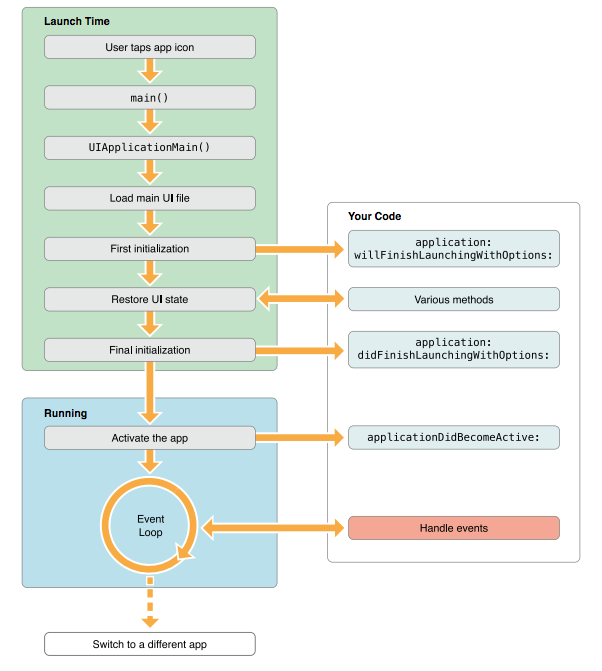 Launch Time
User taps app icon
main()
UIApplicationMain()
Load main UI file
First initialization
Restore UI state
Final initialization
Your Code
application:
willFinishLaunchingWithOptions:
Various methods
application:
didFinishLaunchingWithOptions:
applicationDidBecomeActive:
Handle events
Running
Activate the app
Event
Loop
Switch to a different app